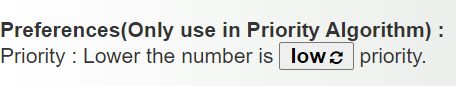 Preferences(Only use in Priority Algorithm) :
Priority : Lower the number is low priority.